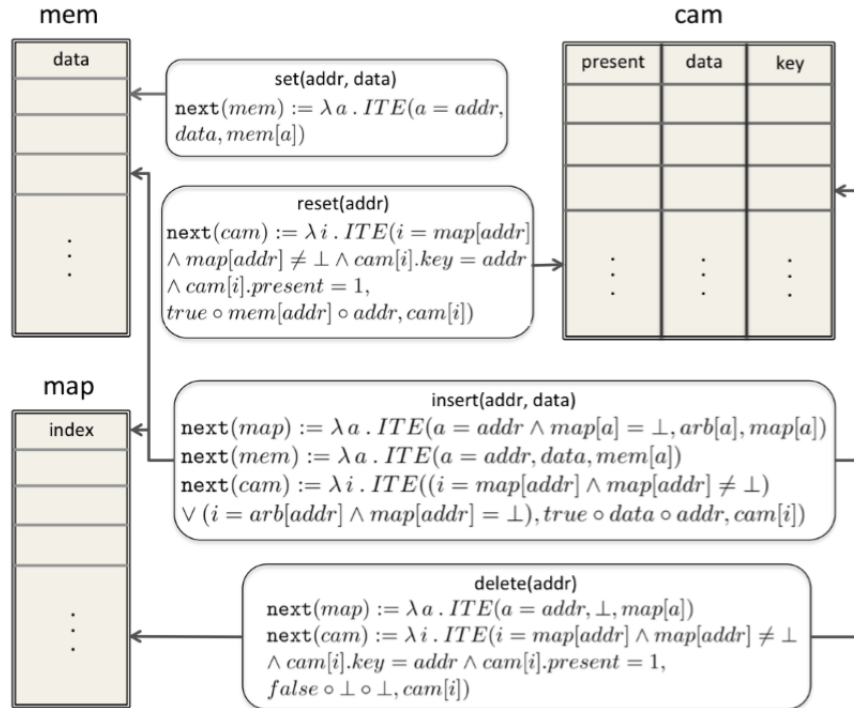 mem
data
set(addr, data)
next(mem) := λ a . ITE(a = addr,
data, mem[a])
cam
present data key
reset(addr)
next(cam) := λ i . ITE(i = map[addr]
∧ map[addr] ≠ ⊥ ∧ cam[i].key = addr
∧ cam[i].present = 1,
true ∘ mem[addr] ∘ addr, cam[i])
map
index
insert(addr, data)
next(map) := λ a . ITE(a = addr ∧ map[a] = ⊥, arb[a], map[a])
next(mem) := λ a . ITE(a = addr, data, mem[a])
next(cam) := λ i . ITE((i = map[addr] ∧ map[addr] ≠ ⊥)
∨ (i = arb[addr] ∧ map[addr] = ⊥), true ∘ data ∘ addr, cam[i])
delete(addr)
next(map) := λ a . ITE(a = addr, ⊥, map[a])
next(cam) := λ i . ITE(i = map[addr] ∧ map[addr] ≠ ⊥
∧ cam[i].key = addr ∧ cam[i].present = 1,
false ∘ ⊥ ∘ ⊥, cam[i])